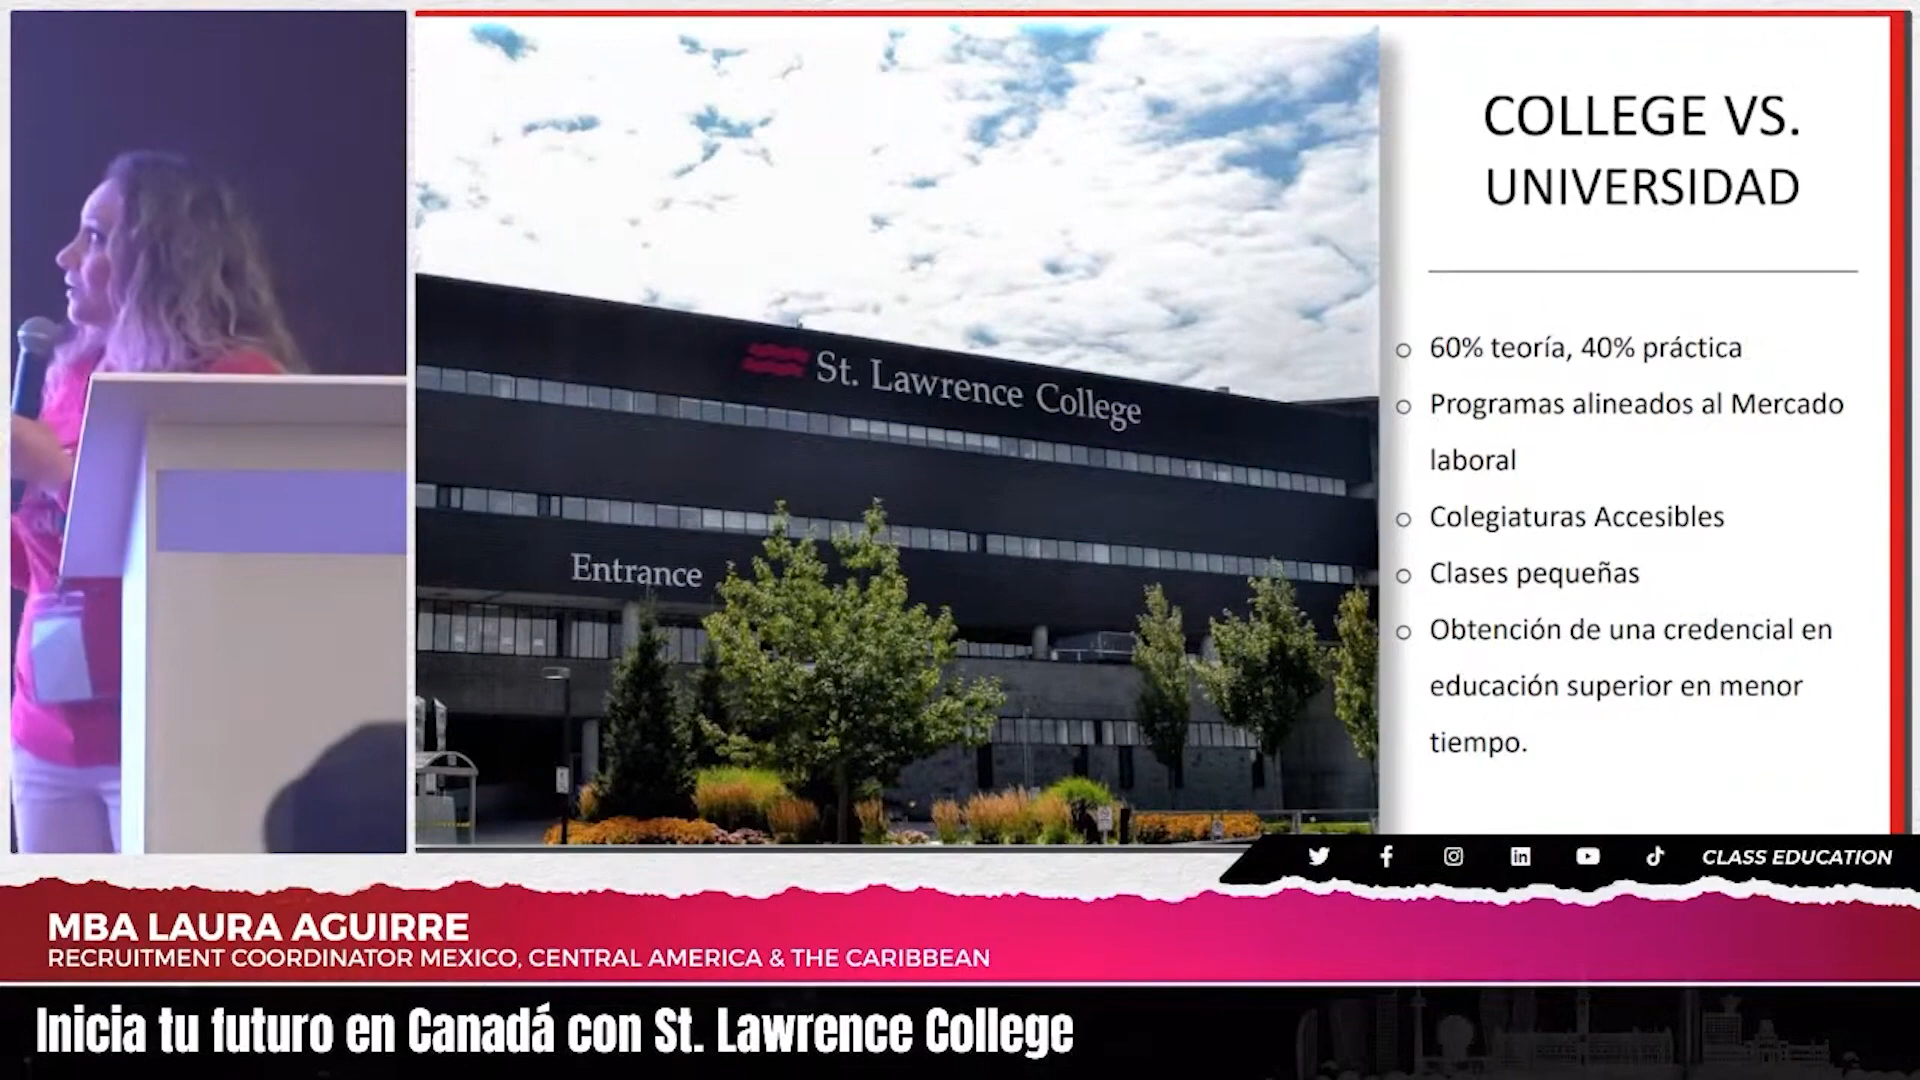 St. Lawrence College
Entrance
COLLEGE VS.
UNIVERSIDAD
60% teoría, 40% práctica
Programas alineados al Mercado
laboral
Colegiaturas Accesibles
Clases pequeñas
Obtención de una credencial en
educación superior en menor
tiempo.
CLASS EDUCATION
MBA LAURA AGUIRRE
RECRUITMENT COORDINATOR MEXICO, CENTRAL AMERICA & THE CARIBBEAN
Inicia tu futuro en Canadá con St. Lawrence College